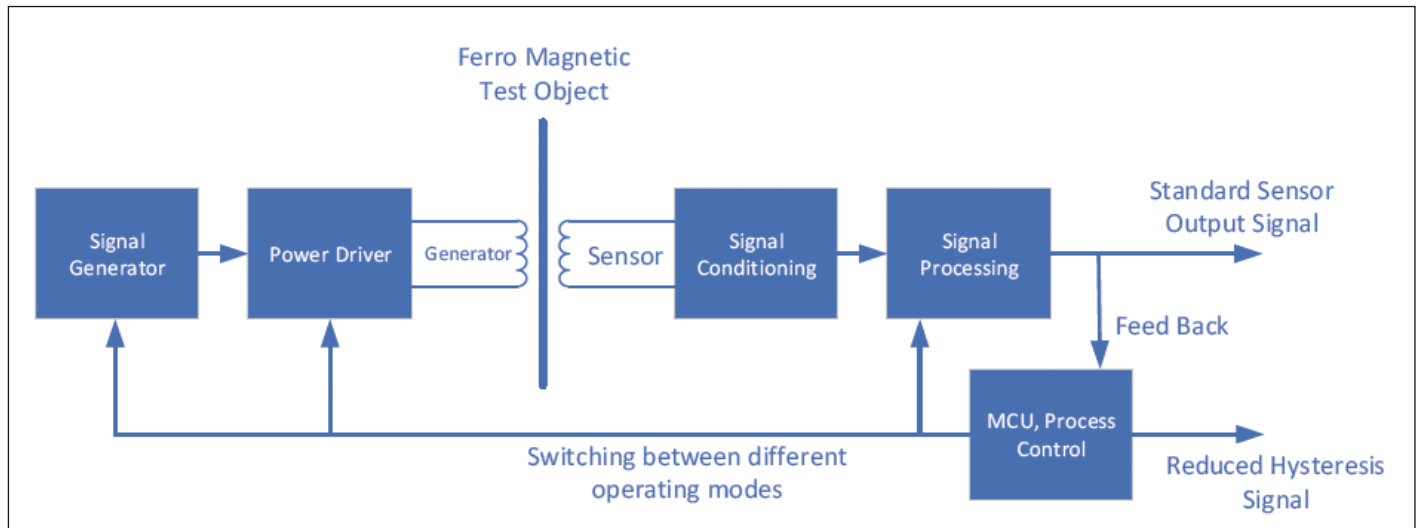 Ferro Magnetic
Test Object
Signal
Generator
Power Driver
Generator
Sensor
Signal
Conditioning
Signal
Processing
Standard Sensor
Output Signal
Feed Back
MCU, Process
Control
Switching between different
operating modes
Reduced Hysteresis
Signal